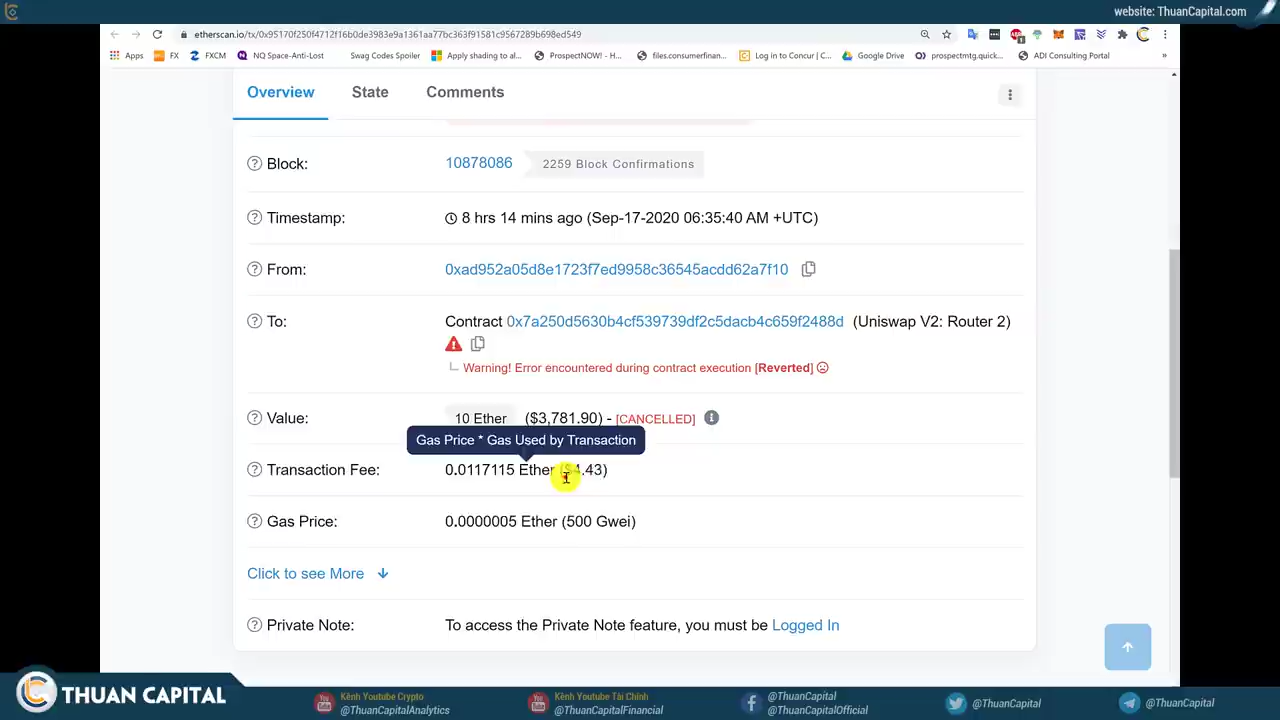 website: ThuanCapital.com
etherscan.io/tx/0x95170f250d4712f16b0de3983e9a1361aa77bc363f91581c9567289b698ed549
Apps FX FXCM NQ Space-Anti-Lost Swag Codes Spoiler Apply shading to al... ProspectNOW! - H... files.consumerfinan... Log in to Concur | C... Google Drive prospectmtg.quick... ADI Consulting Portal »
Overview State Comments
Block: 10878086 2259 Block Confirmations
Timestamp: 8 hrs 14 mins ago (Sep-17-2020 06:35:40 AM +UTC)
From: 0xad952a05d8e1723f7ed9958c36545acdd62a7f10
To: Contract 0x7a250d5630b4cf539739df2c5dacb4c659f2488d (Uniswap V2: Router 2)
Warning! Error encountered during contract execution [Reverted]
Value: 10 Ether ($3,781.90) - [CANCELLED]
Gas Price * Gas Used by Transaction
Transaction Fee: 0.0117115 Ether ($4.43)
Gas Price: 0.0000005 Ether (500 Gwei)
Click to see More
Private Note: To access the Private Note feature, you must be Logged In
THUAN CAPITAL
Kênh Youtube Crypto
@ThuanCapitalAnalytics
Kênh Youtube Tài Chính
@ThuanCapitalFinancial
@ThuanCapital
@ThuanCapitalOfficial
@ThuanCapital
@ThuanCapital